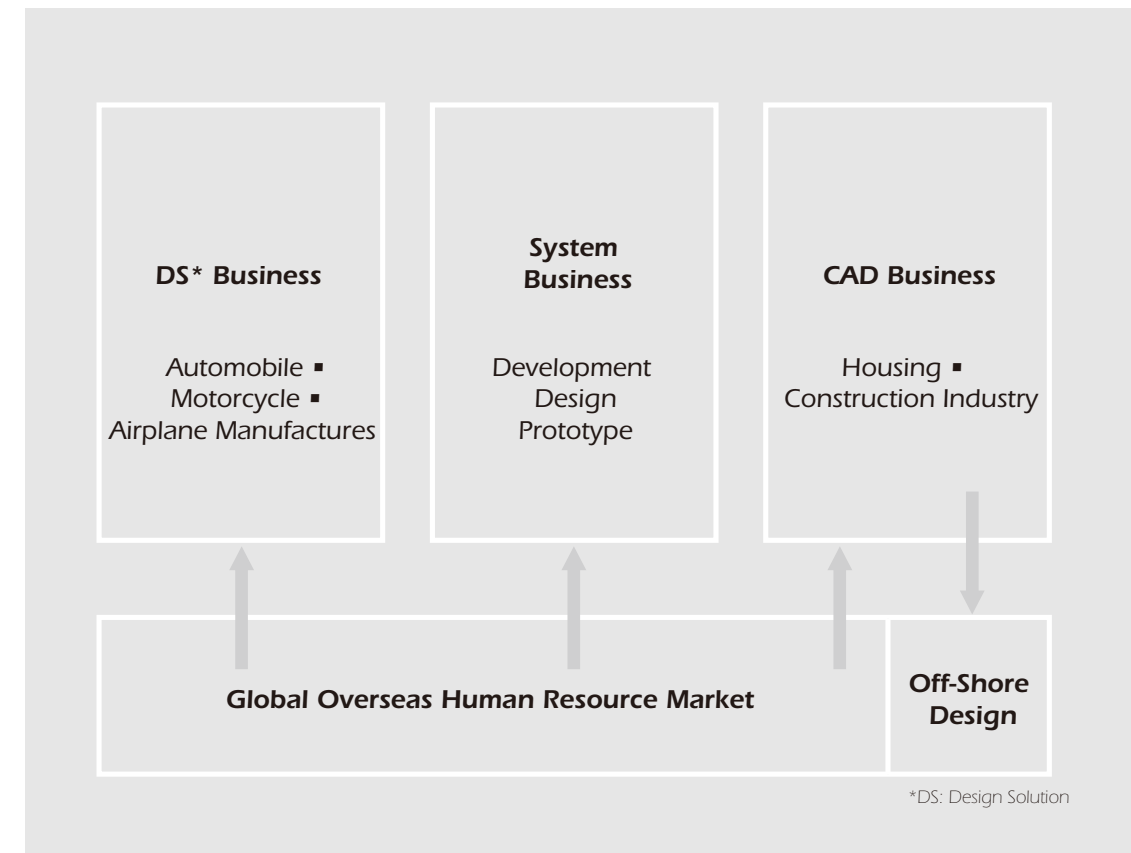 DS* Business
Automobile ▪
Motorcycle ▪
Airplane Manufactures
System
Business
Development
Design
Prototype
CAD Business
Housing ▪
Construction Industry
Global Overseas Human Resource Market
Off-Shore
Design
*DS: Design Solution